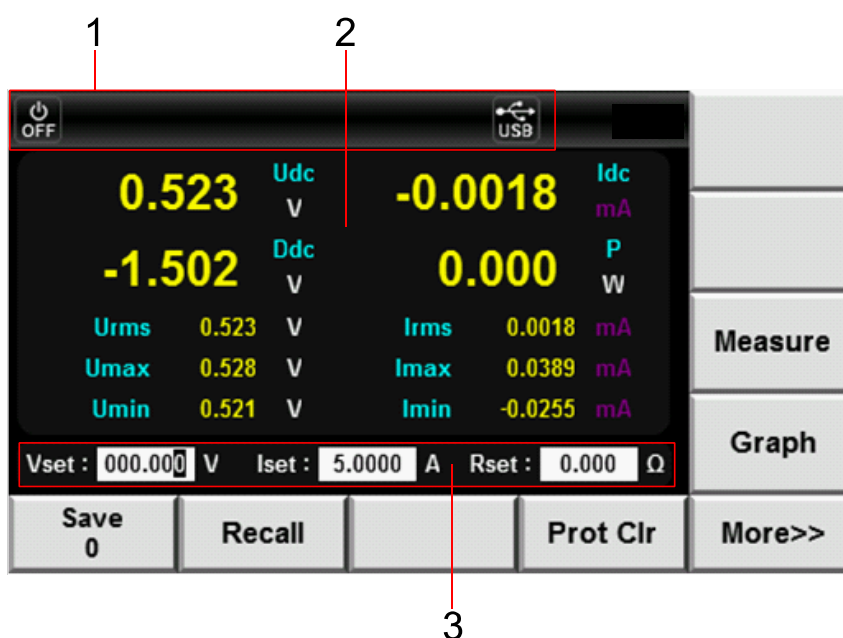 1 2
OFF USB
0.523 Udc V -0.0018 Idc mA
-1.502 Ddc V 0.000 P W
Urms 0.523 V Irms 0.0018 mA
Umax 0.528 V Imax 0.0389 mA
Umin 0.521 V Imin -0.0255 mA
Measure
Graph
Vset : 000.000 V Iset : 5.0000 A Rset : 0.000 Ω
Save
0
Recall
Prot Clr
More>>
3